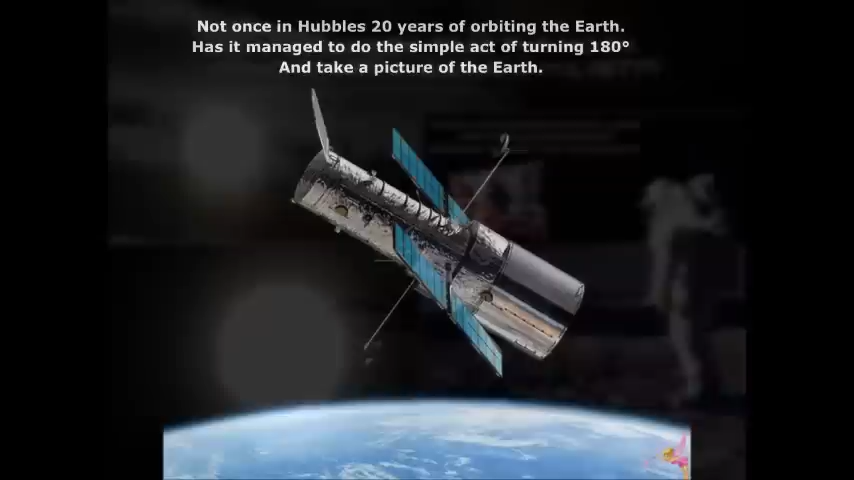 Not once in Hubbles 20 years of orbiting the Earth.
Has it managed to do the simple act of turning 180°
And take a picture of the Earth.